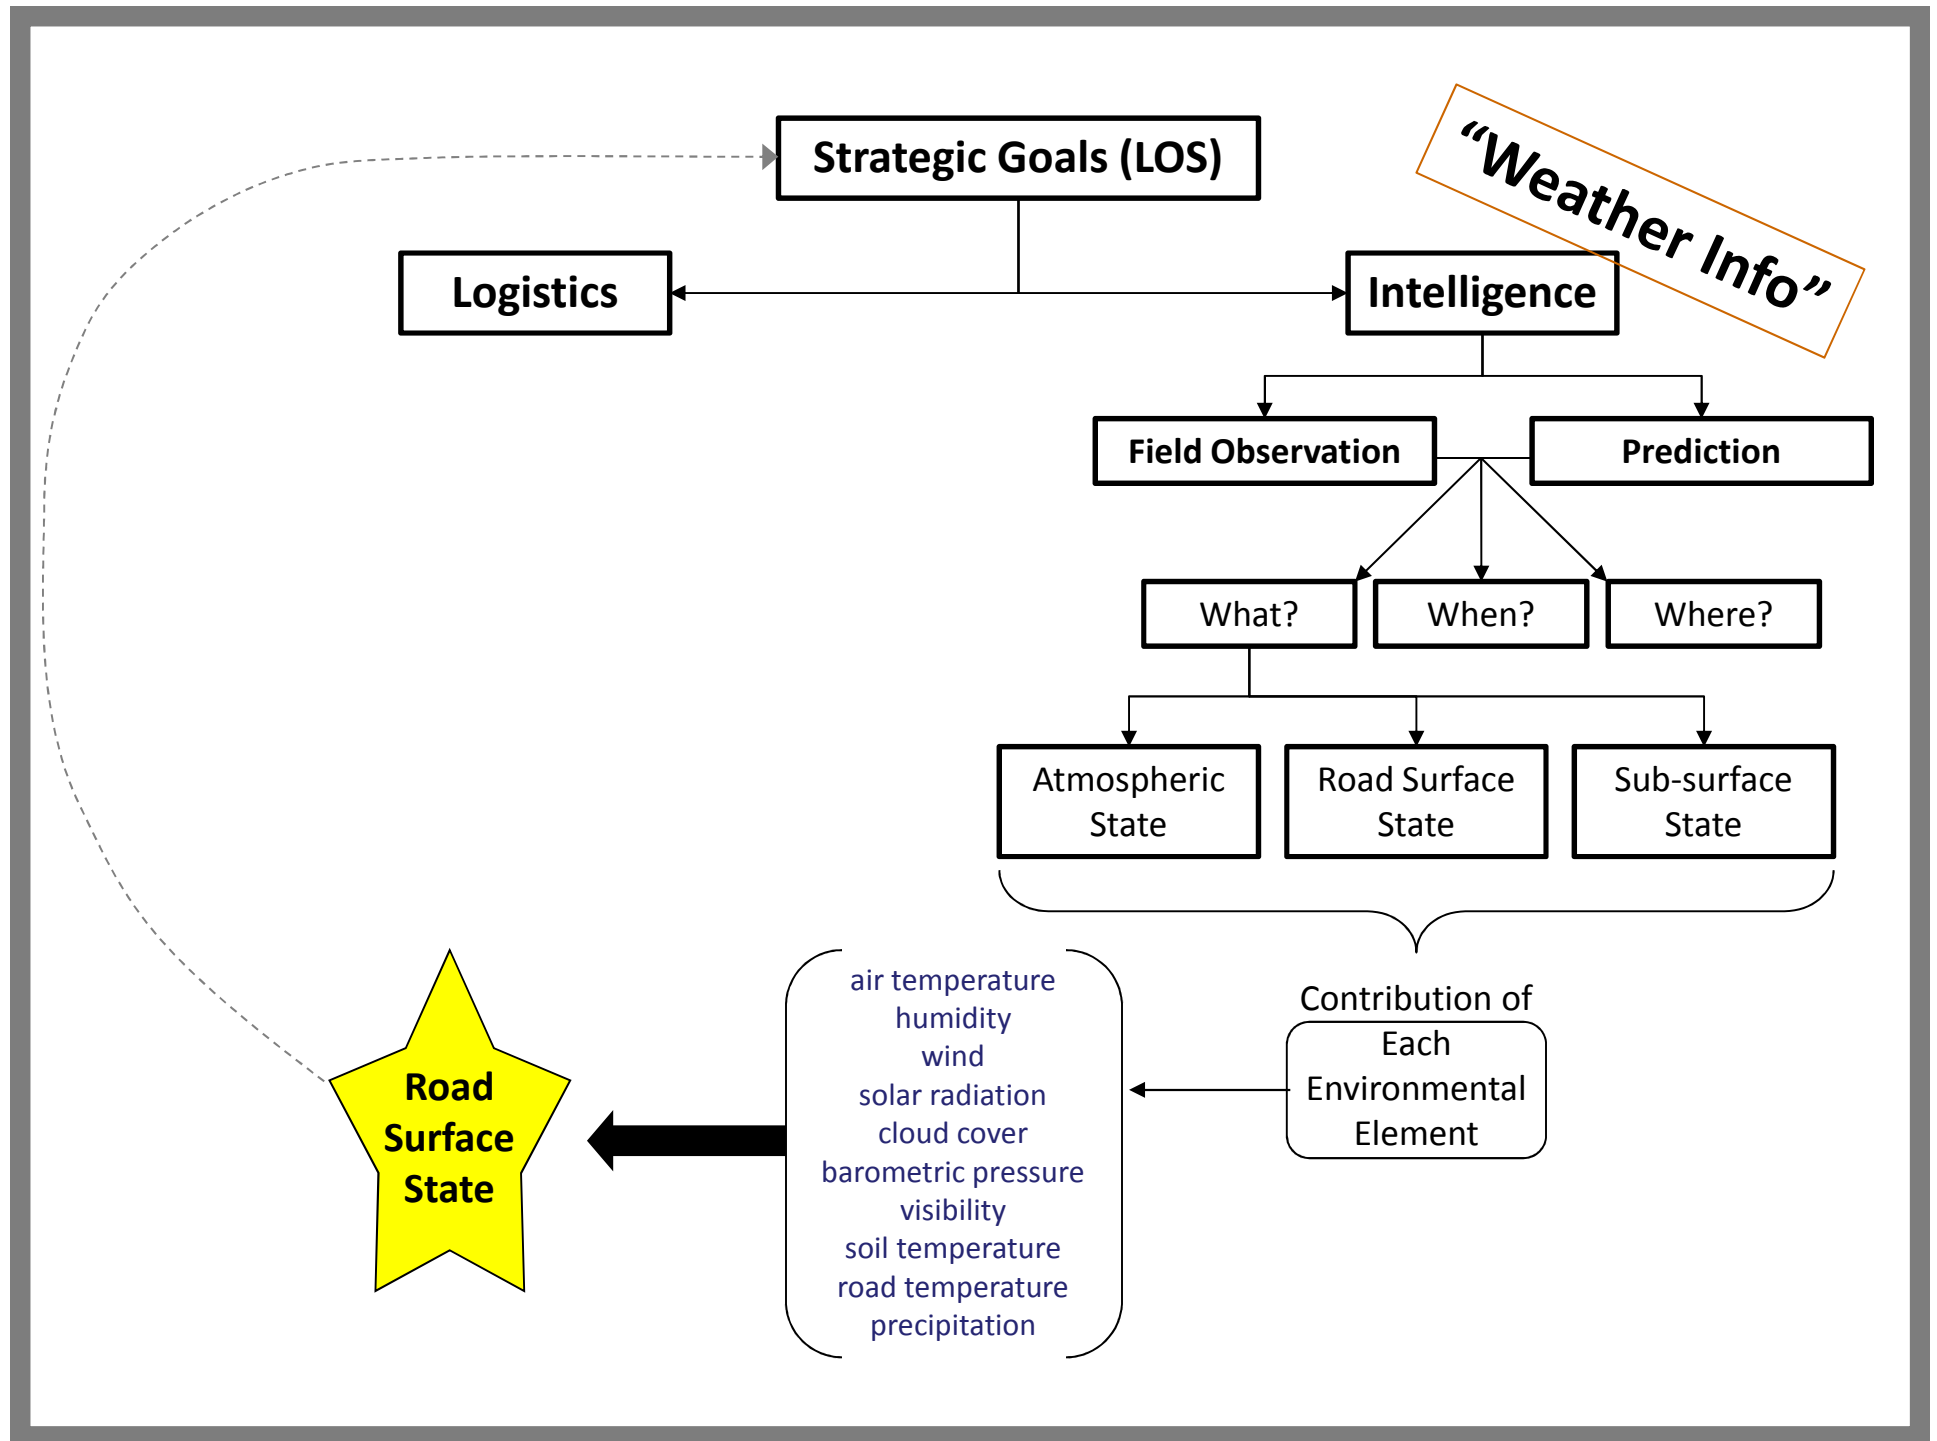 Strategic Goals (LOS)
“Weather Info”
Logistics
Intelligence
Field Observation
Prediction
What?
When?
Where?
Atmospheric
State
Road Surface
State
Sub-surface
State
Contribution of
Each
Environmental
Element
air temperature
humidity
wind
solar radiation
cloud cover
barometric pressure
visibility
soil temperature
road temperature
precipitation
Road
Surface
State